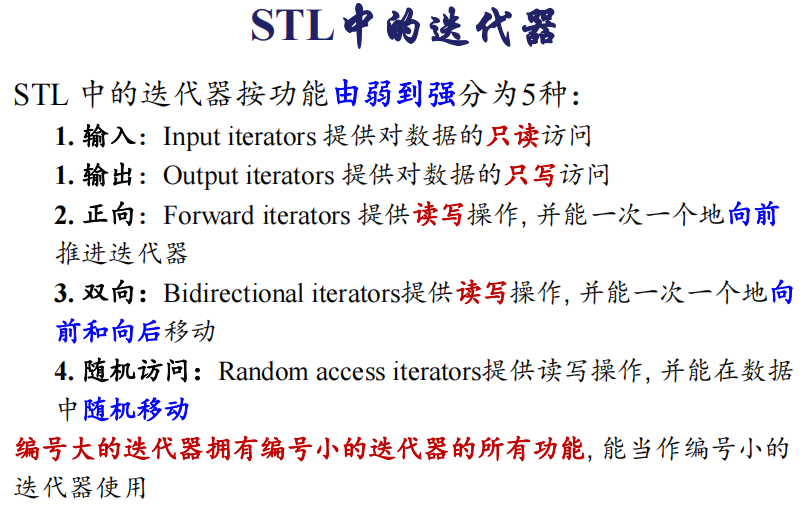 STL中的迭代器
STL 中的迭代器按功能由弱到强分为5种：
1. 输入：Input iterators 提供对数据的只读访问
1. 输出：Output iterators 提供对数据的只写访问
2. 正向：Forward iterators 提供读写操作, 并能一次一个地向前
推进迭代器
3. 双向：Bidirectional iterators提供读写操作, 并能一次一个地向
前和向后移动
4. 随机访问：Random access iterators提供读写操作, 并能在数据
中随机移动
编号大的迭代器拥有编号小的迭代器的所有功能, 能当作编号小的
迭代器使用